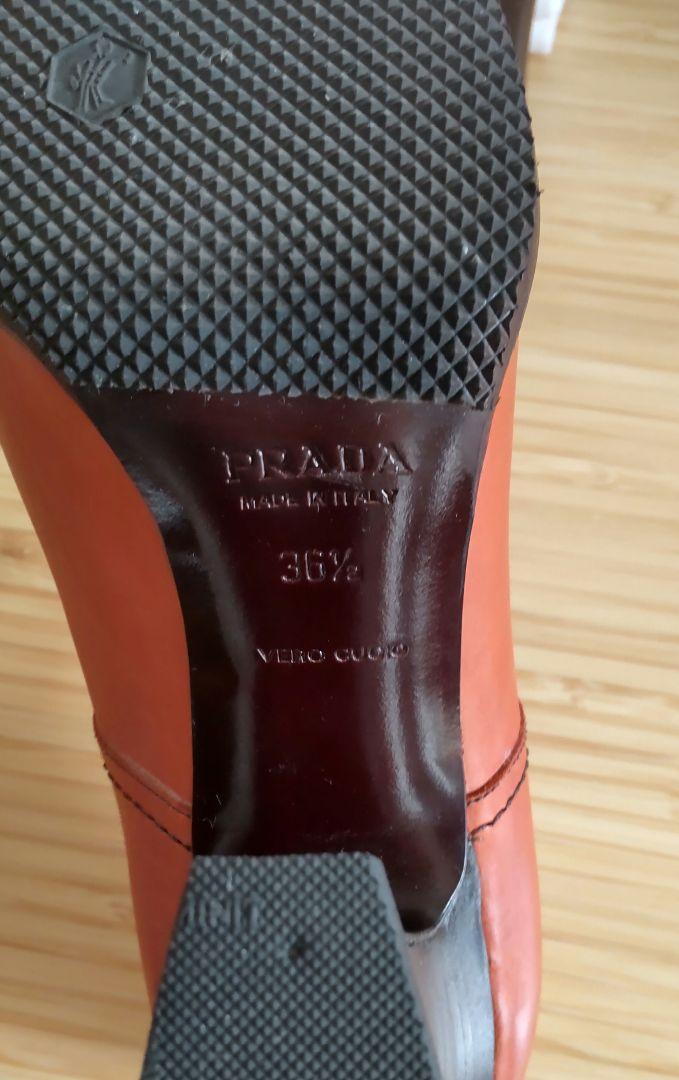 PRADA
MADE IN ITALY
36½
VERO CUOIO